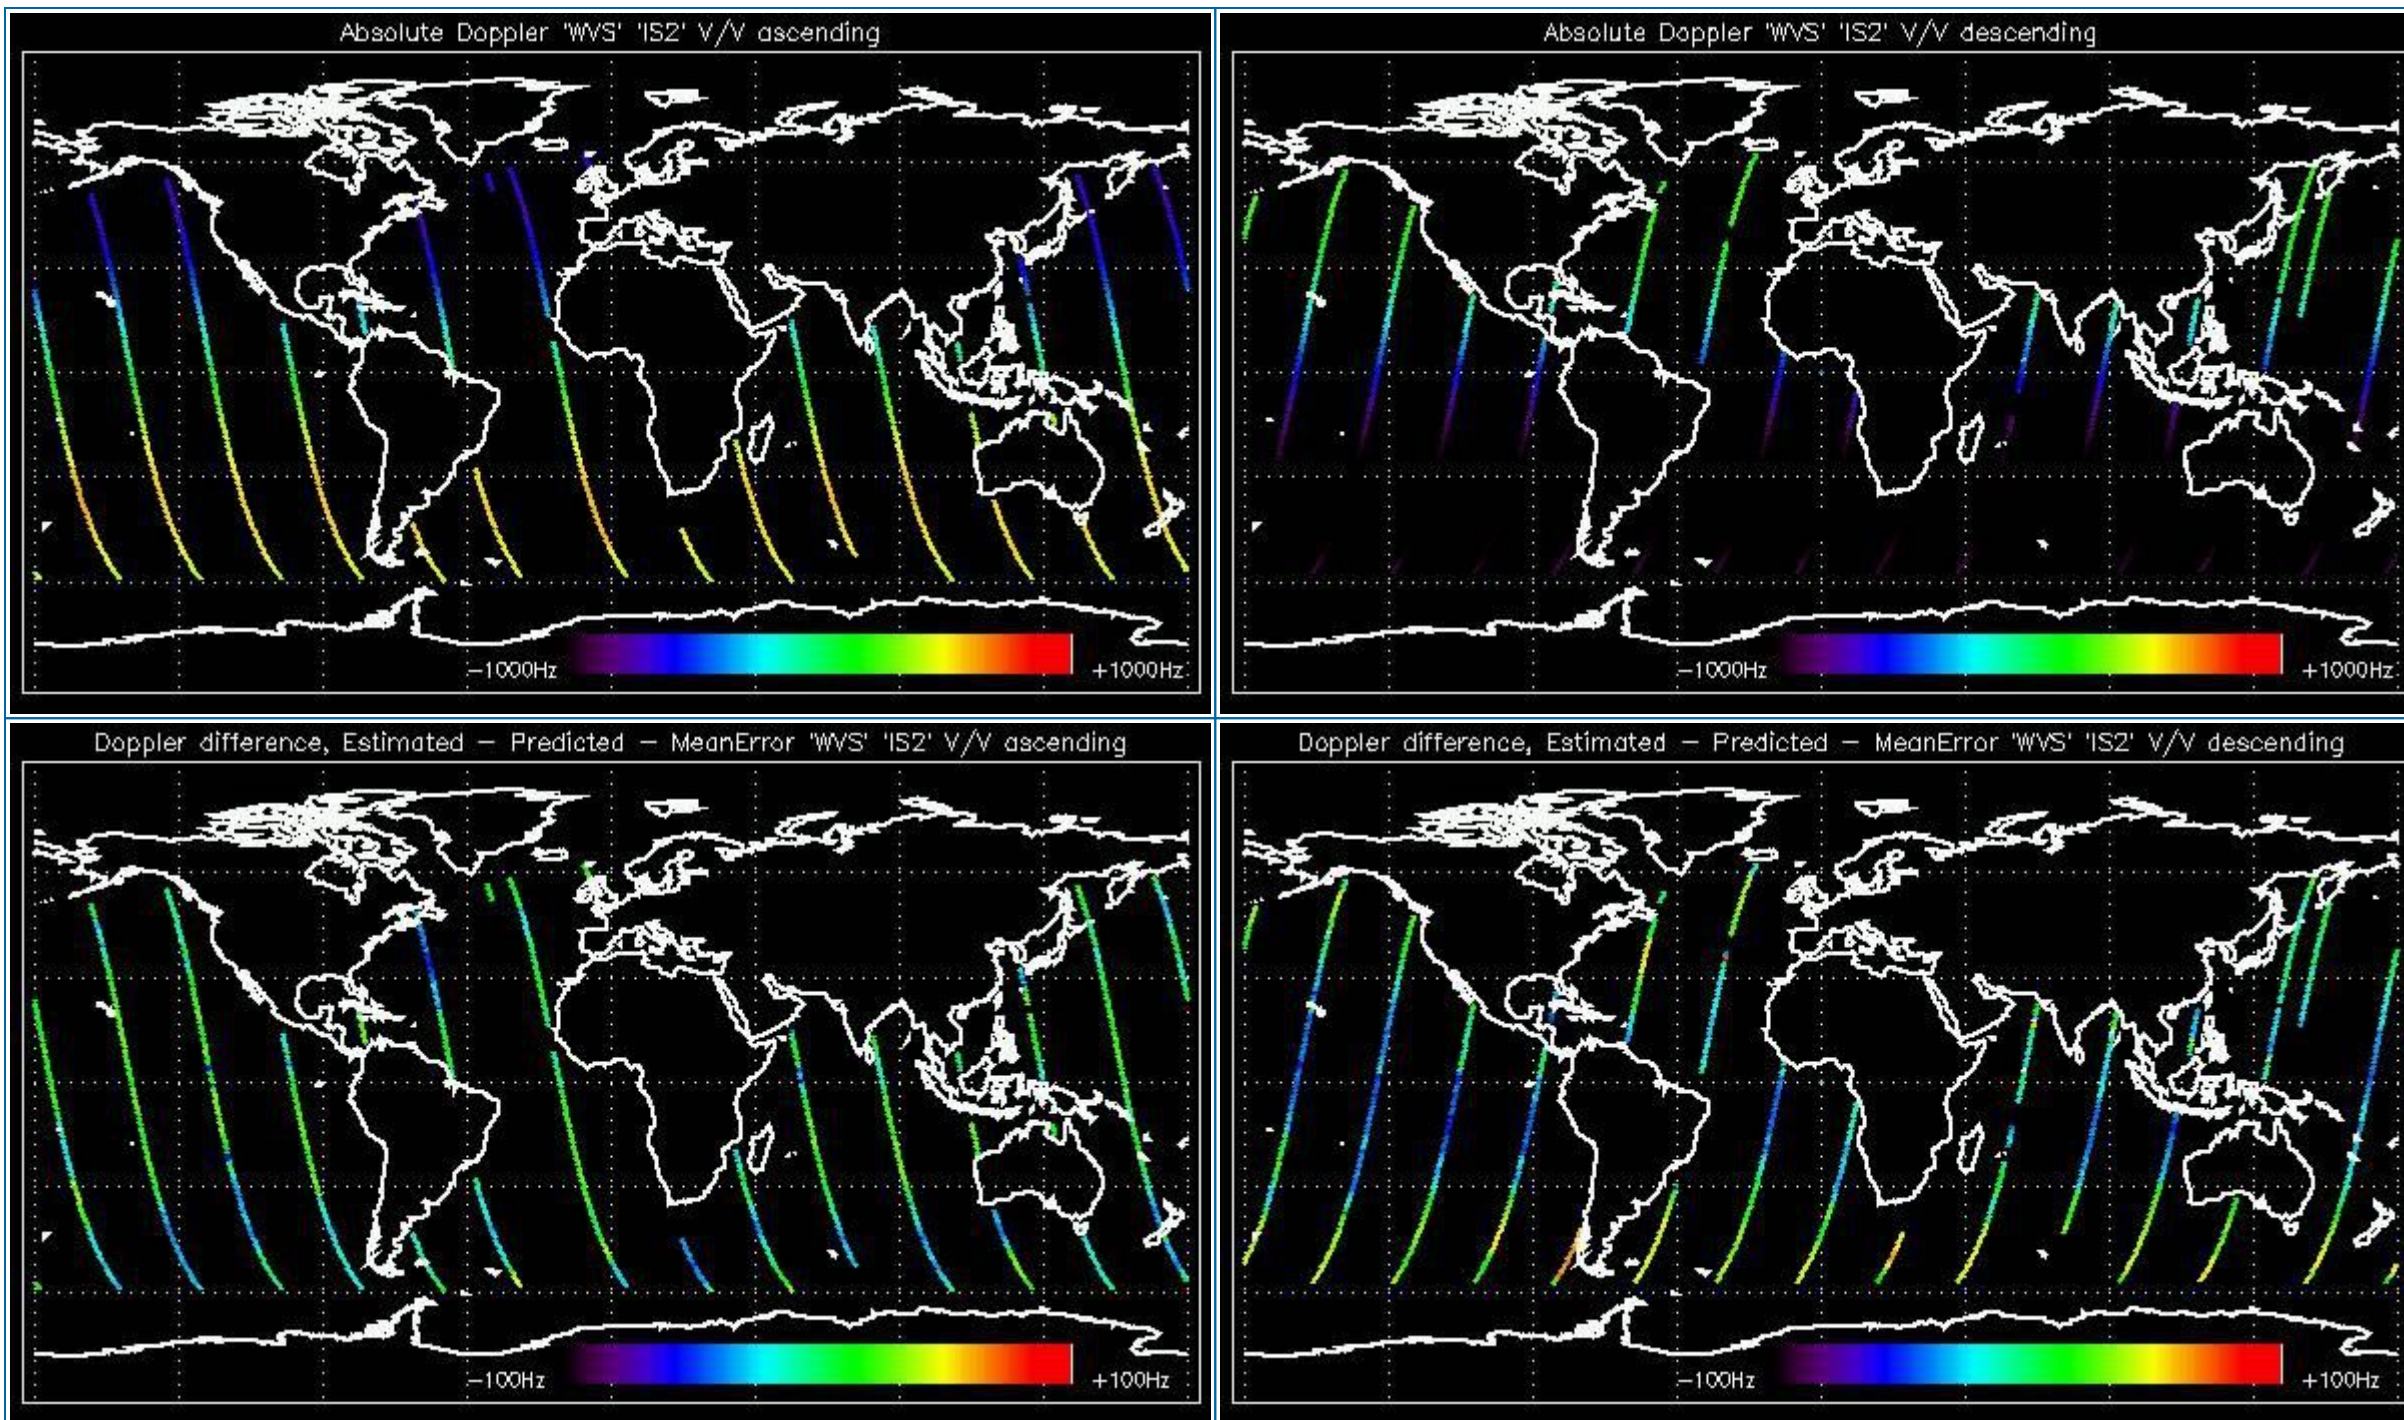 Absolute Doppler 'WVS' 'IS2' V/V ascending
-1000Hz
+1000Hz
Absolute Doppler 'WVS' 'IS2' V/V descending
-1000Hz
+1000Hz
Doppler difference, Estimated - Predicted - MeanError 'WVS' 'IS2' V/V ascending
-100Hz
+100Hz
Doppler difference, Estimated - Predicted - MeanError 'WVS' 'IS2' V/V descending
-100Hz
+100Hz